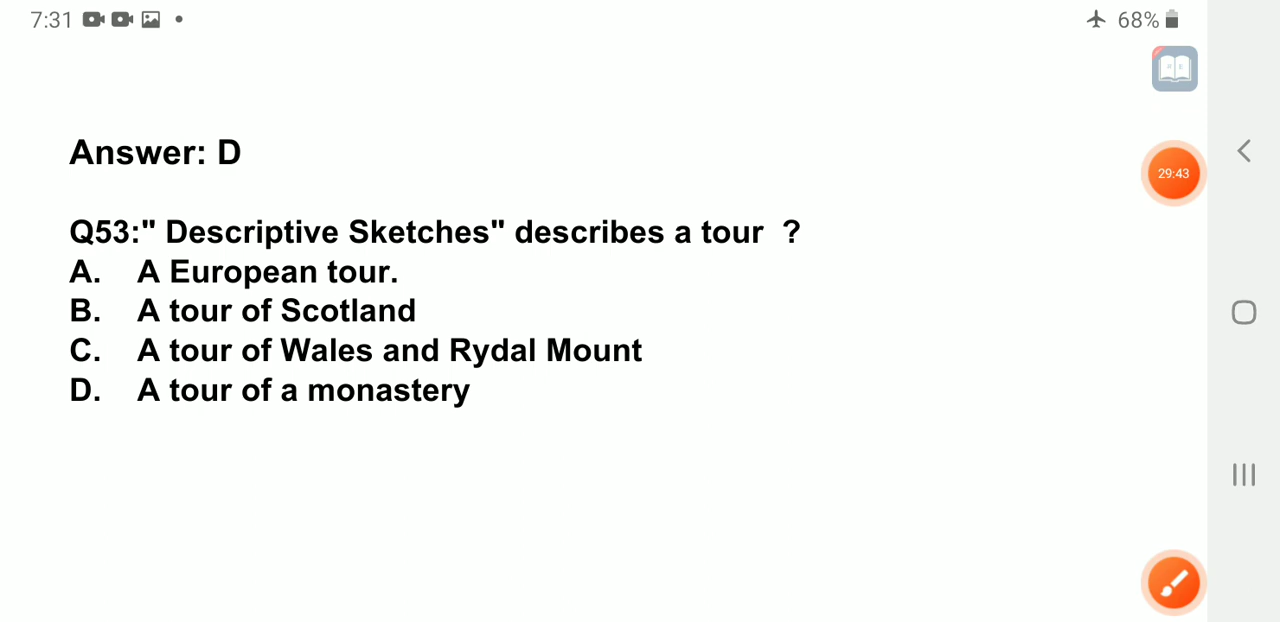 7:31
68%
Answer: D
29:43
Q53:" Descriptive Sketches" describes a tour ?
A. A European tour.
B. A tour of Scotland
C. A tour of Wales and Rydal Mount
D. A tour of a monastery